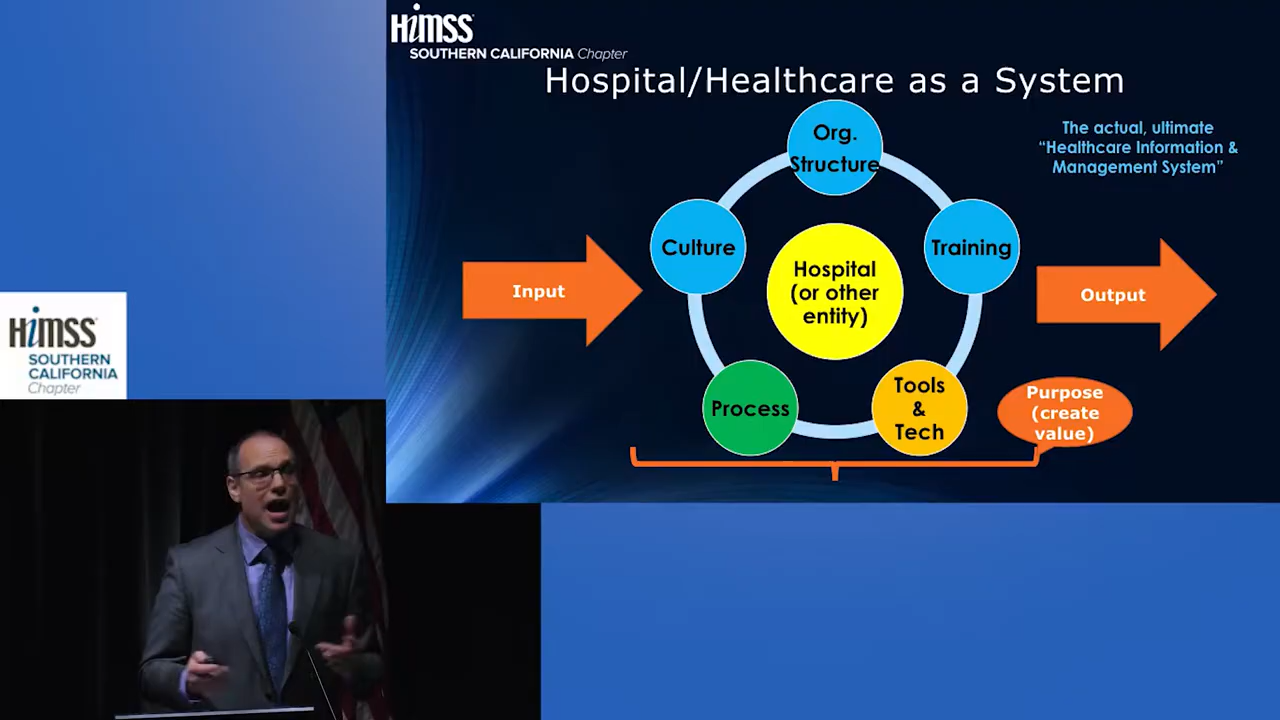 HiMSS
SOUTHERN CALIFORNIA Chapter
Hospital/Healthcare as a System
The actual, ultimate
“Healthcare Information &
Management System”
Org.
Structure
Culture
Training
Hospital
(or other
entity)
Input
Output
Process
Tools
&
Tech
Purpose
(create
value)
HiMSS
SOUTHERN
CALIFORNIA
Chapter